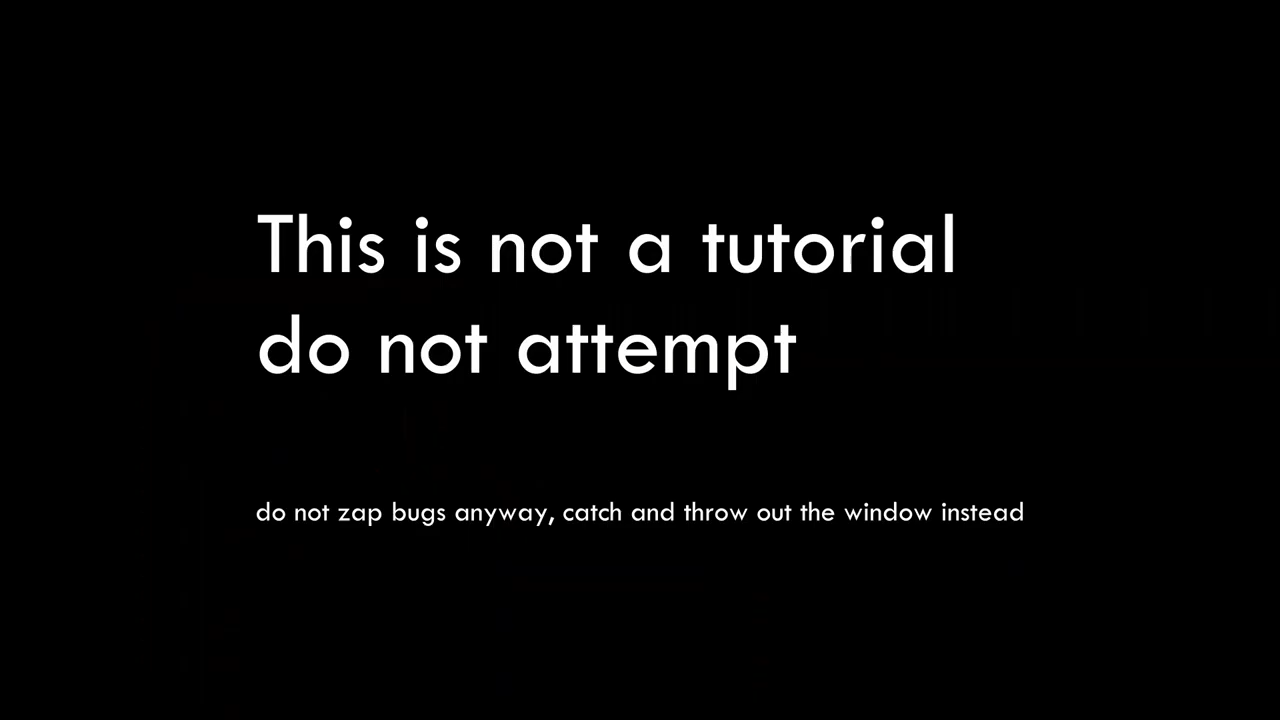 This is not a tutorial
do not attempt
do not zap bugs anyway, catch and throw out the window instead